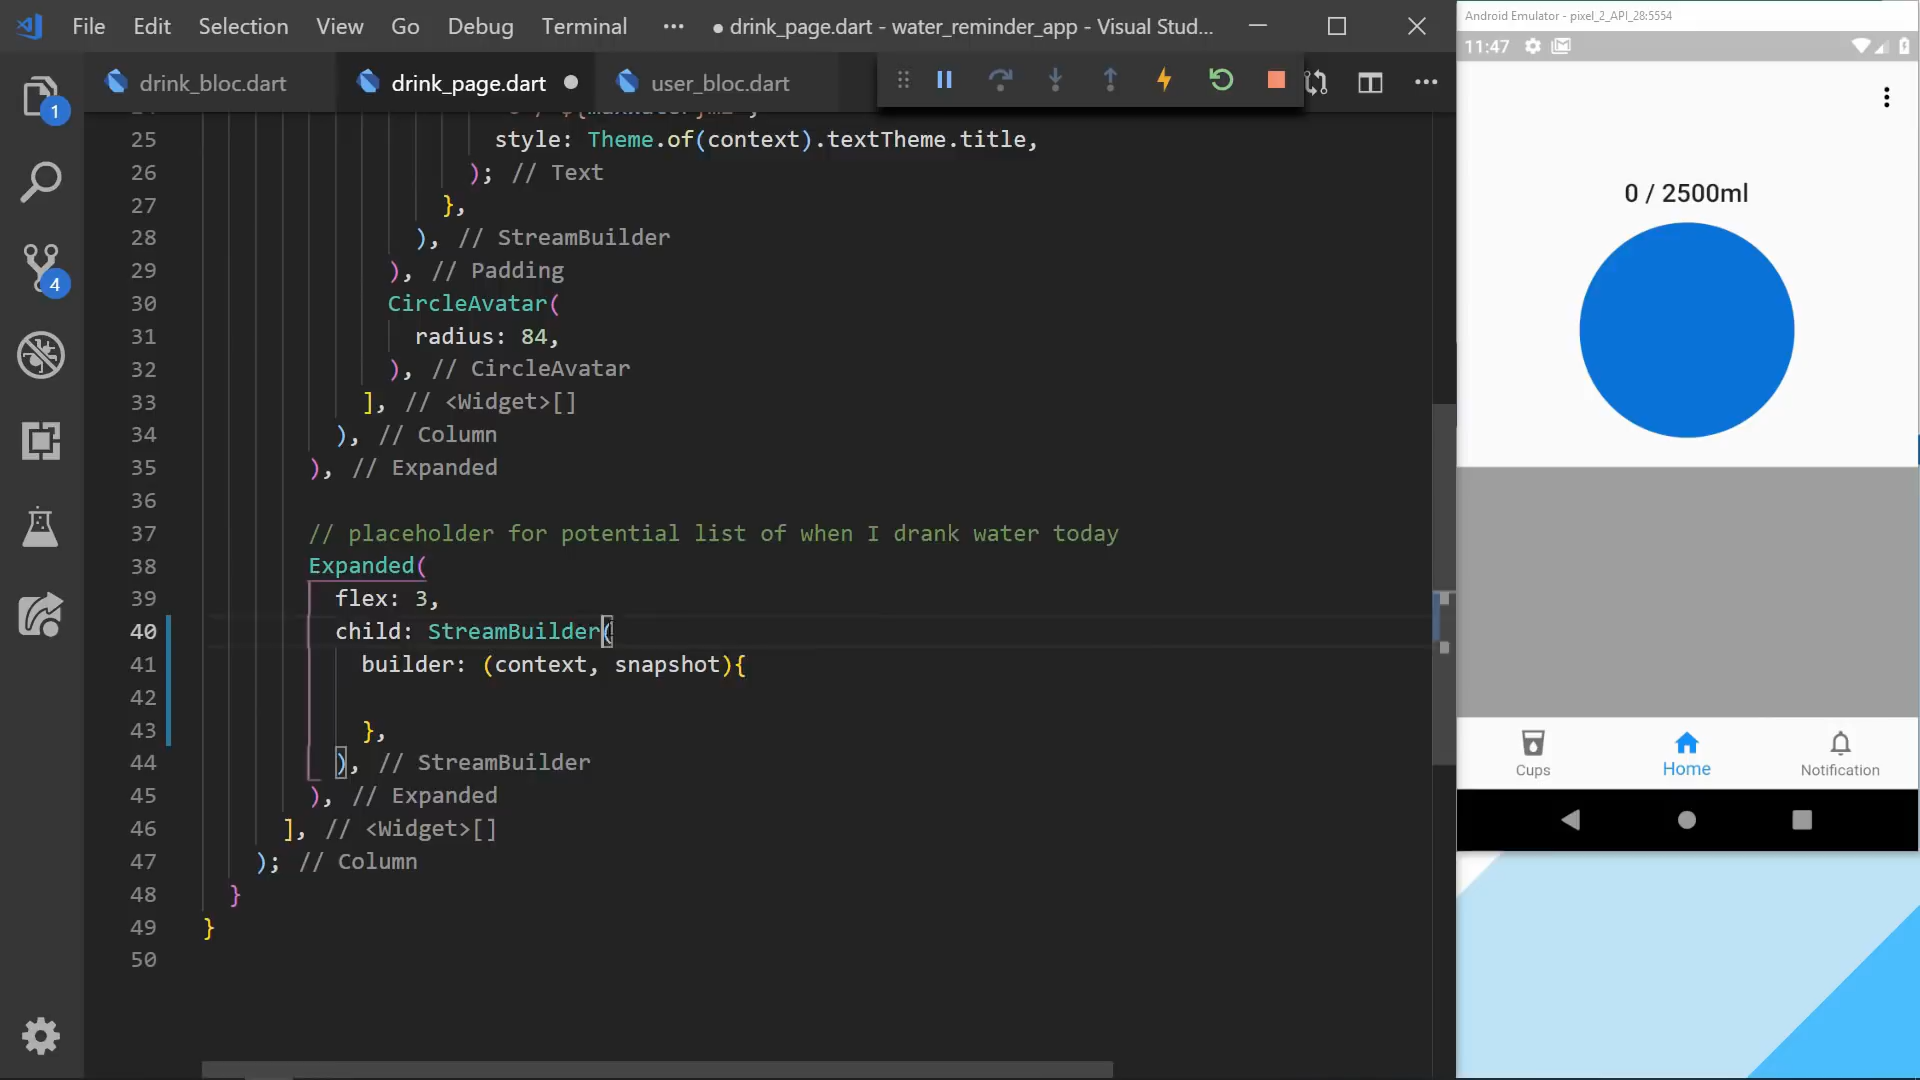 File Edit Selection View Go Debug Terminal ··· ● drink_page.dart - water_reminder_app - Visual Stud...
drink_bloc.dart drink_page.dart ● user_bloc.dart
25 style: Theme.of(context).textTheme.title,
26 ); // Text
27 },
28 ), // StreamBuilder
29 ), // Padding
30 CircleAvatar(
31 radius: 84,
32 ), // CircleAvatar
33 ], // <Widget>[]
34 ), // Column
35 ), // Expanded
36
37 // placeholder for potential list of when I drank water today
38 Expanded(
39 flex: 3,
40 child: StreamBuilder(
41 builder: (context, snapshot){
42
43 },
44 ), // StreamBuilder
45 ), // Expanded
46 ], // <Widget>[]
47 ); // Column
48 }
49 }
50
1
4
Android Emulator - pixel_2_API_28:5554
11:47
0 / 2500ml
Cups Home Notification